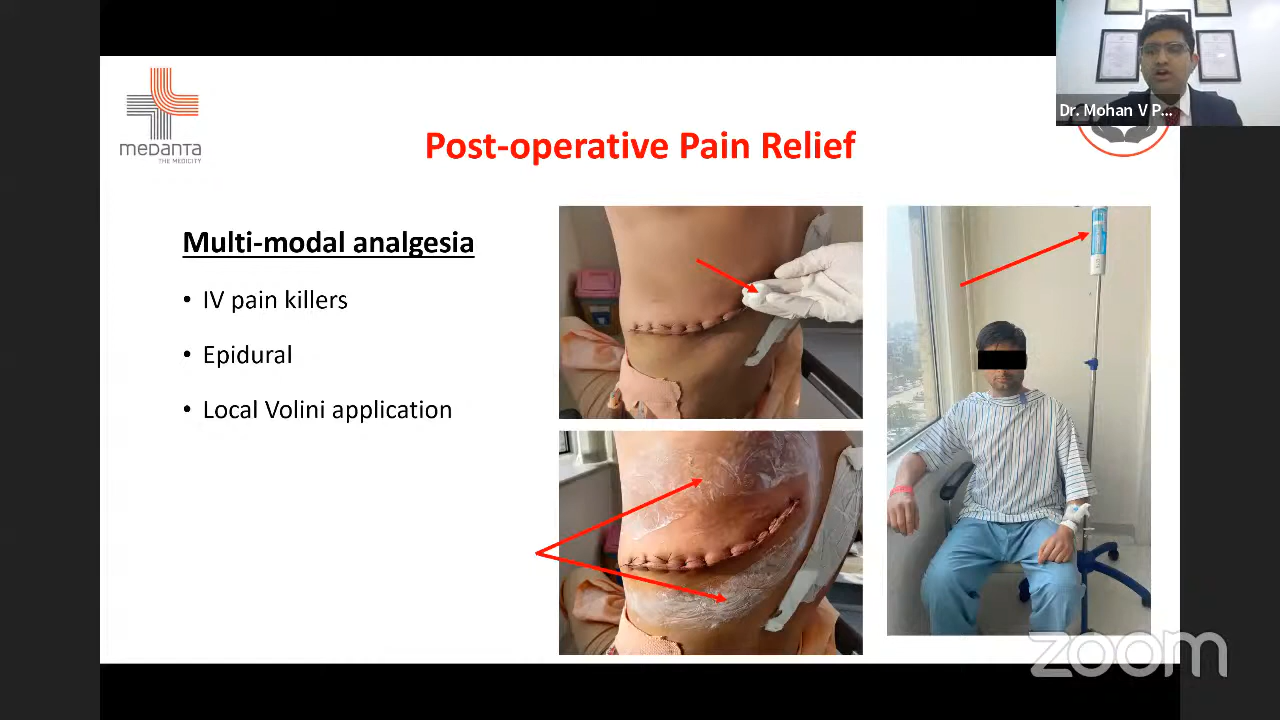 Dr. Mohan V P...
medanta
THE MEDICITY
Post-operative Pain Relief
Multi-modal analgesia
• IV pain killers
• Epidural
• Local Volini application
zoom